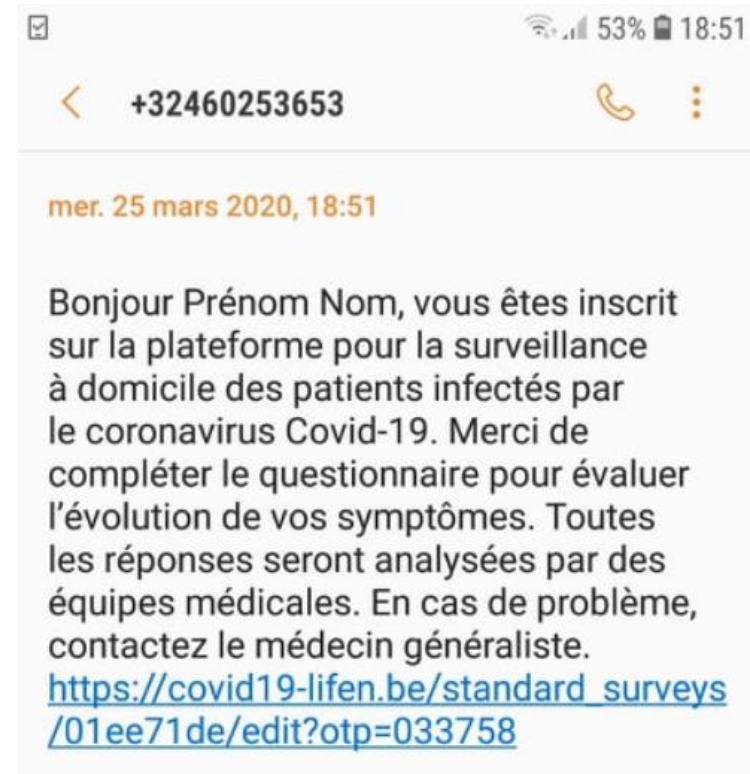 53% 18:51
+32460253653
mer. 25 mars 2020, 18:51
Bonjour Prénom Nom, vous êtes inscrit
sur la plateforme pour la surveillance
à domicile des patients infectés par
le coronavirus Covid-19. Merci de
compléter le questionnaire pour évaluer
l'évolution de vos symptômes. Toutes
les réponses seront analysées par des
équipes médicales. En cas de problème,
contactez le médecin généraliste.
https://covid19-lifen.be/standard_surveys
/01ee71de/edit?otp=033758